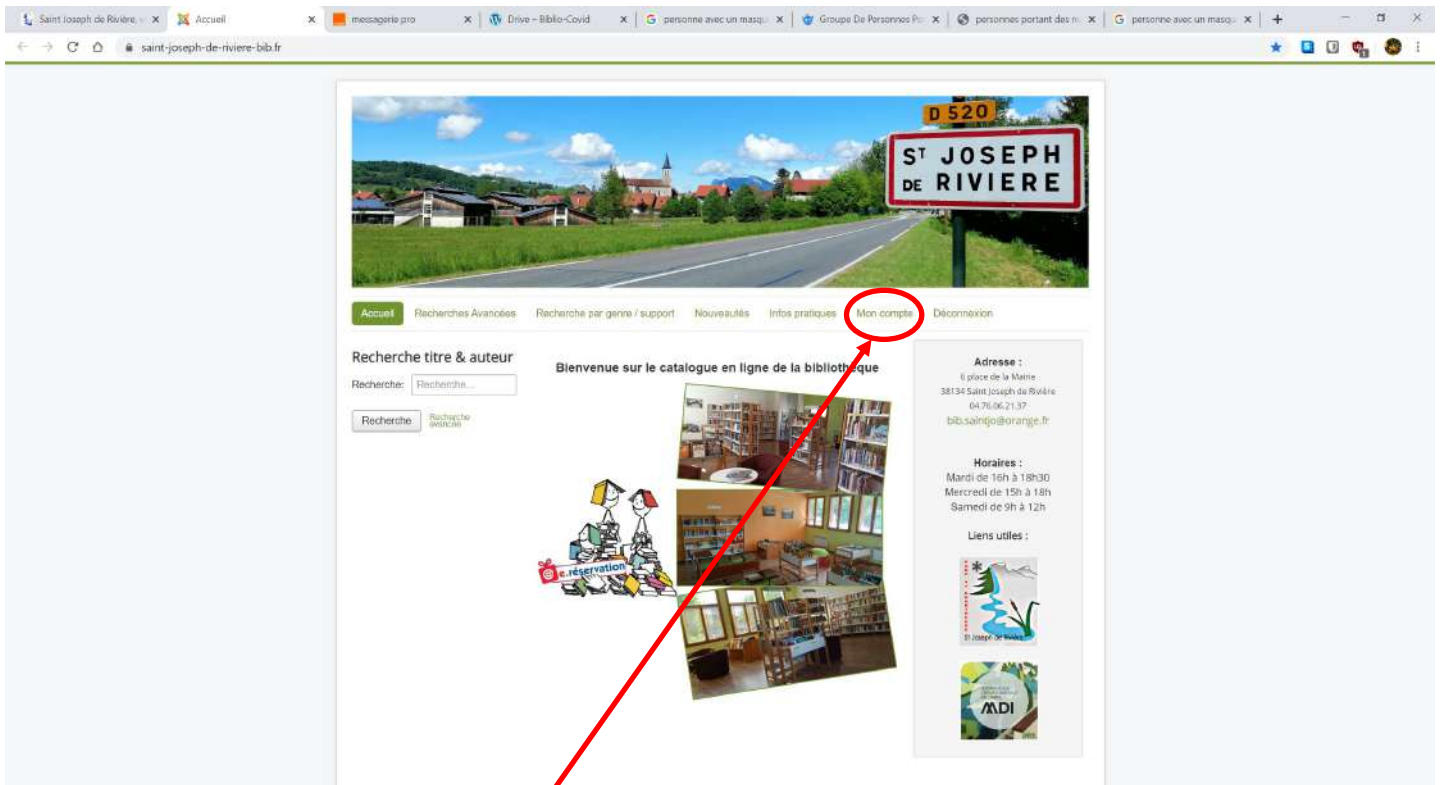 Saint Joseph de Rivière, v
Accueil
messagerie pro
Drive – Biblio-Covid
personne avec un masqu
Groupe De Personnes Po
personnes portant des m
personne avec un masqu
saint-joseph-de-riviere-bib.fr
D 520
ST JOSEPH
DE RIVIERE
Accueil
Recherches Avancées
Recherche par genre / support
Nouveautés
Infos pratiques
Mon compte
Déconnexion
Recherche titre & auteur
Recherche: Recherche...
Recherche
Recherche
avancée
Bienvenue sur le catalogue en ligne de la bibliothèque
e.réservation
Adresse :
6 place de la Mairie
38134 Saint Joseph de Rivière
04.76.06.21.37
bib.saintjo@orange.fr
Horaires :
Mardi de 16h à 18h30
Mercredi de 15h à 18h
Samedi de 9h à 12h
Liens utiles :
St Joseph de Rivière
MDI